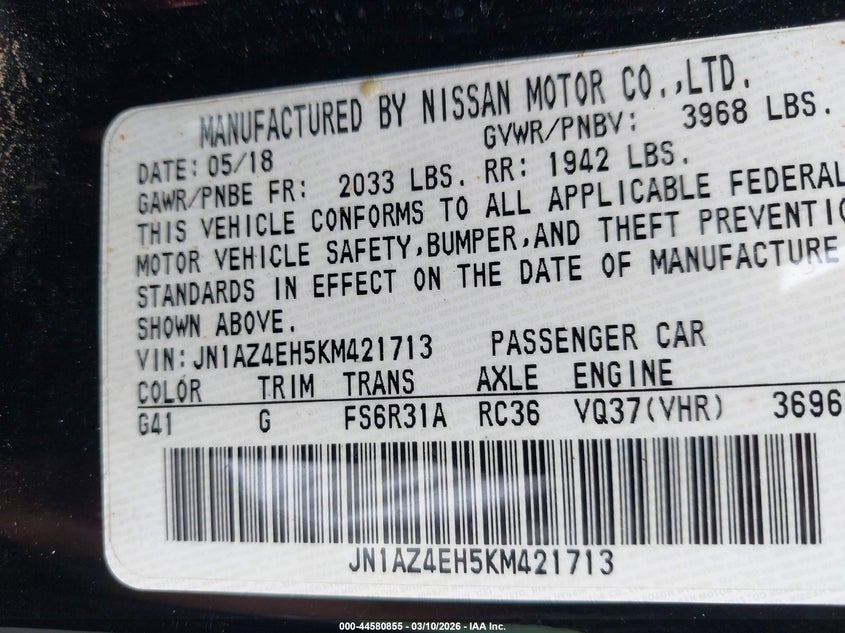 MANUFACTURED BY NISSAN MOTOR CO.,LTD.
DATE: 05/18 GVWR/PNBV: 3968 LBS.
GAWR/PNBE FR: 2033 LBS. RR: 1942 LBS.
THIS VEHICLE CONFORMS TO ALL APPLICABLE FEDERAL
MOTOR VEHICLE SAFETY,BUMPER,AND THEFT PREVENTIO
STANDARDS IN EFFECT ON THE DATE OF MANUFACTURE
SHOWN ABOVE.
VIN:JN1AZ4EH5KM421713 PASSENGER CAR
COLOR TRIM TRANS AXLE ENGINE
G41 G FS6R31A RC36 VQ37(VHR) 3696
JN1AZ4EH5KM421713
000-44580855 - 03/10/2026 - IAA Inc.